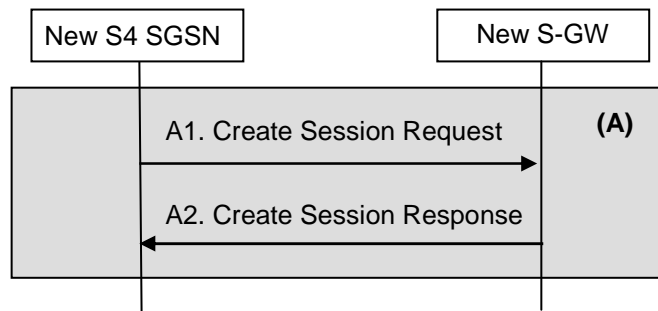 New S4 SGSN
New S-GW
(A)
A1. Create Session Request
A2. Create Session Response